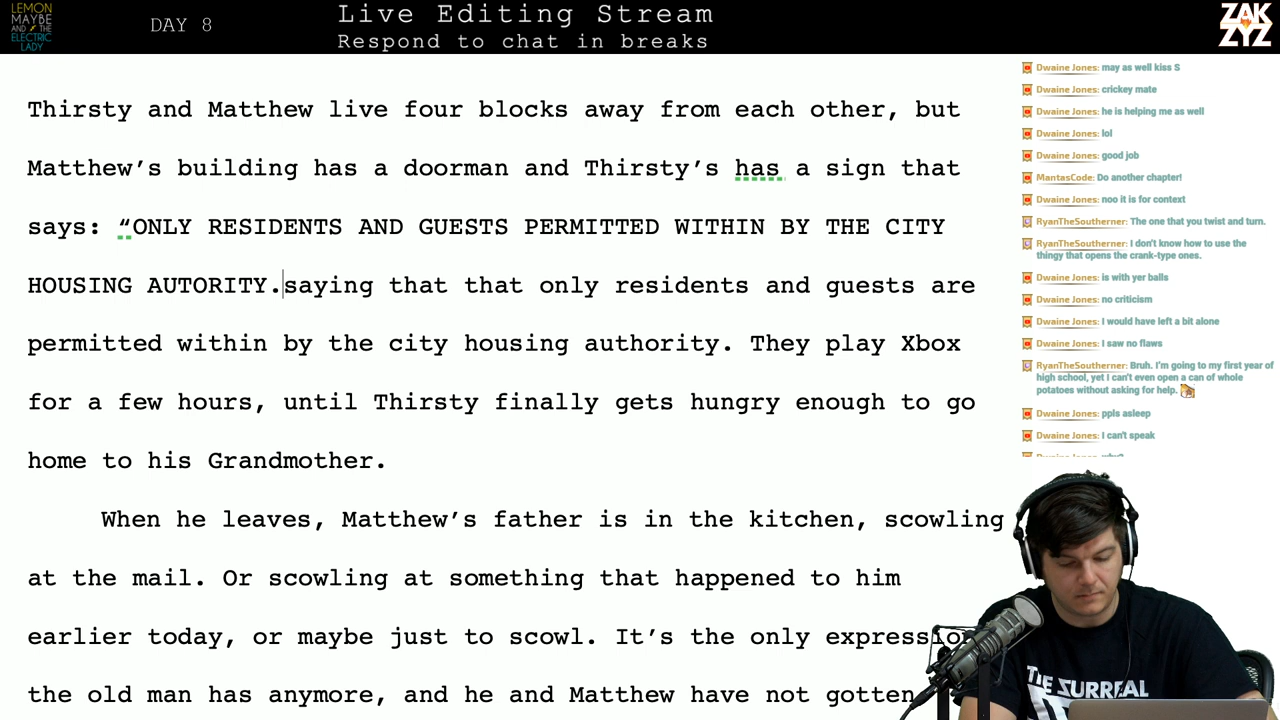 LEMON
MAYBE
AND THE
ELECTRIC
LADY
DAY 8
Live Editing Stream
Respond to chat in breaks
ZAK
ZYZ
Thirsty and Matthew live four blocks away from each other, but
Matthew’s building has a doorman and Thirsty’s has a sign that
says: “ONLY RESIDENTS AND GUESTS PERMITTED WITHIN BY THE CITY
HOUSING AUTORITY.saying that that only residents and guests are
permitted within by the city housing authority. They play Xbox
for a few hours, until Thirsty finally gets hungry enough to go
home to his Grandmother.
When he leaves, Matthew’s father is in the kitchen, scowling
at the mail. Or scowling at something that happened to him
earlier today, or maybe just to scowl. It’s the only
the old man has anymore, and he and Matthew have not gotten
Dwaine Jones: may as well kiss S
Dwaine Jones: crickey mate
Dwaine Jones: he is helping me as well
Dwaine Jones: lol
Dwaine Jones: good job
MantasCode: Do another chapter!
Dwaine Jones: noo it is for context
RyanTheSoutherner: The one that you twist and turn.
RyanTheSoutherner: I don't know how to use the
thingy that opens the crank-type ones.
Dwaine Jones: is with yer balls
Dwaine Jones: no criticism
Dwaine Jones: I would have left a bit alone
Dwaine Jones: I saw no flaws
RyanTheSoutherner: Bruh. I'm going to my first year of
high school, yet I can't even open a can of whole
potatoes without asking for help.
Dwaine Jones: ppls asleep
Dwaine Jones: I can't speak
THE SURREAL